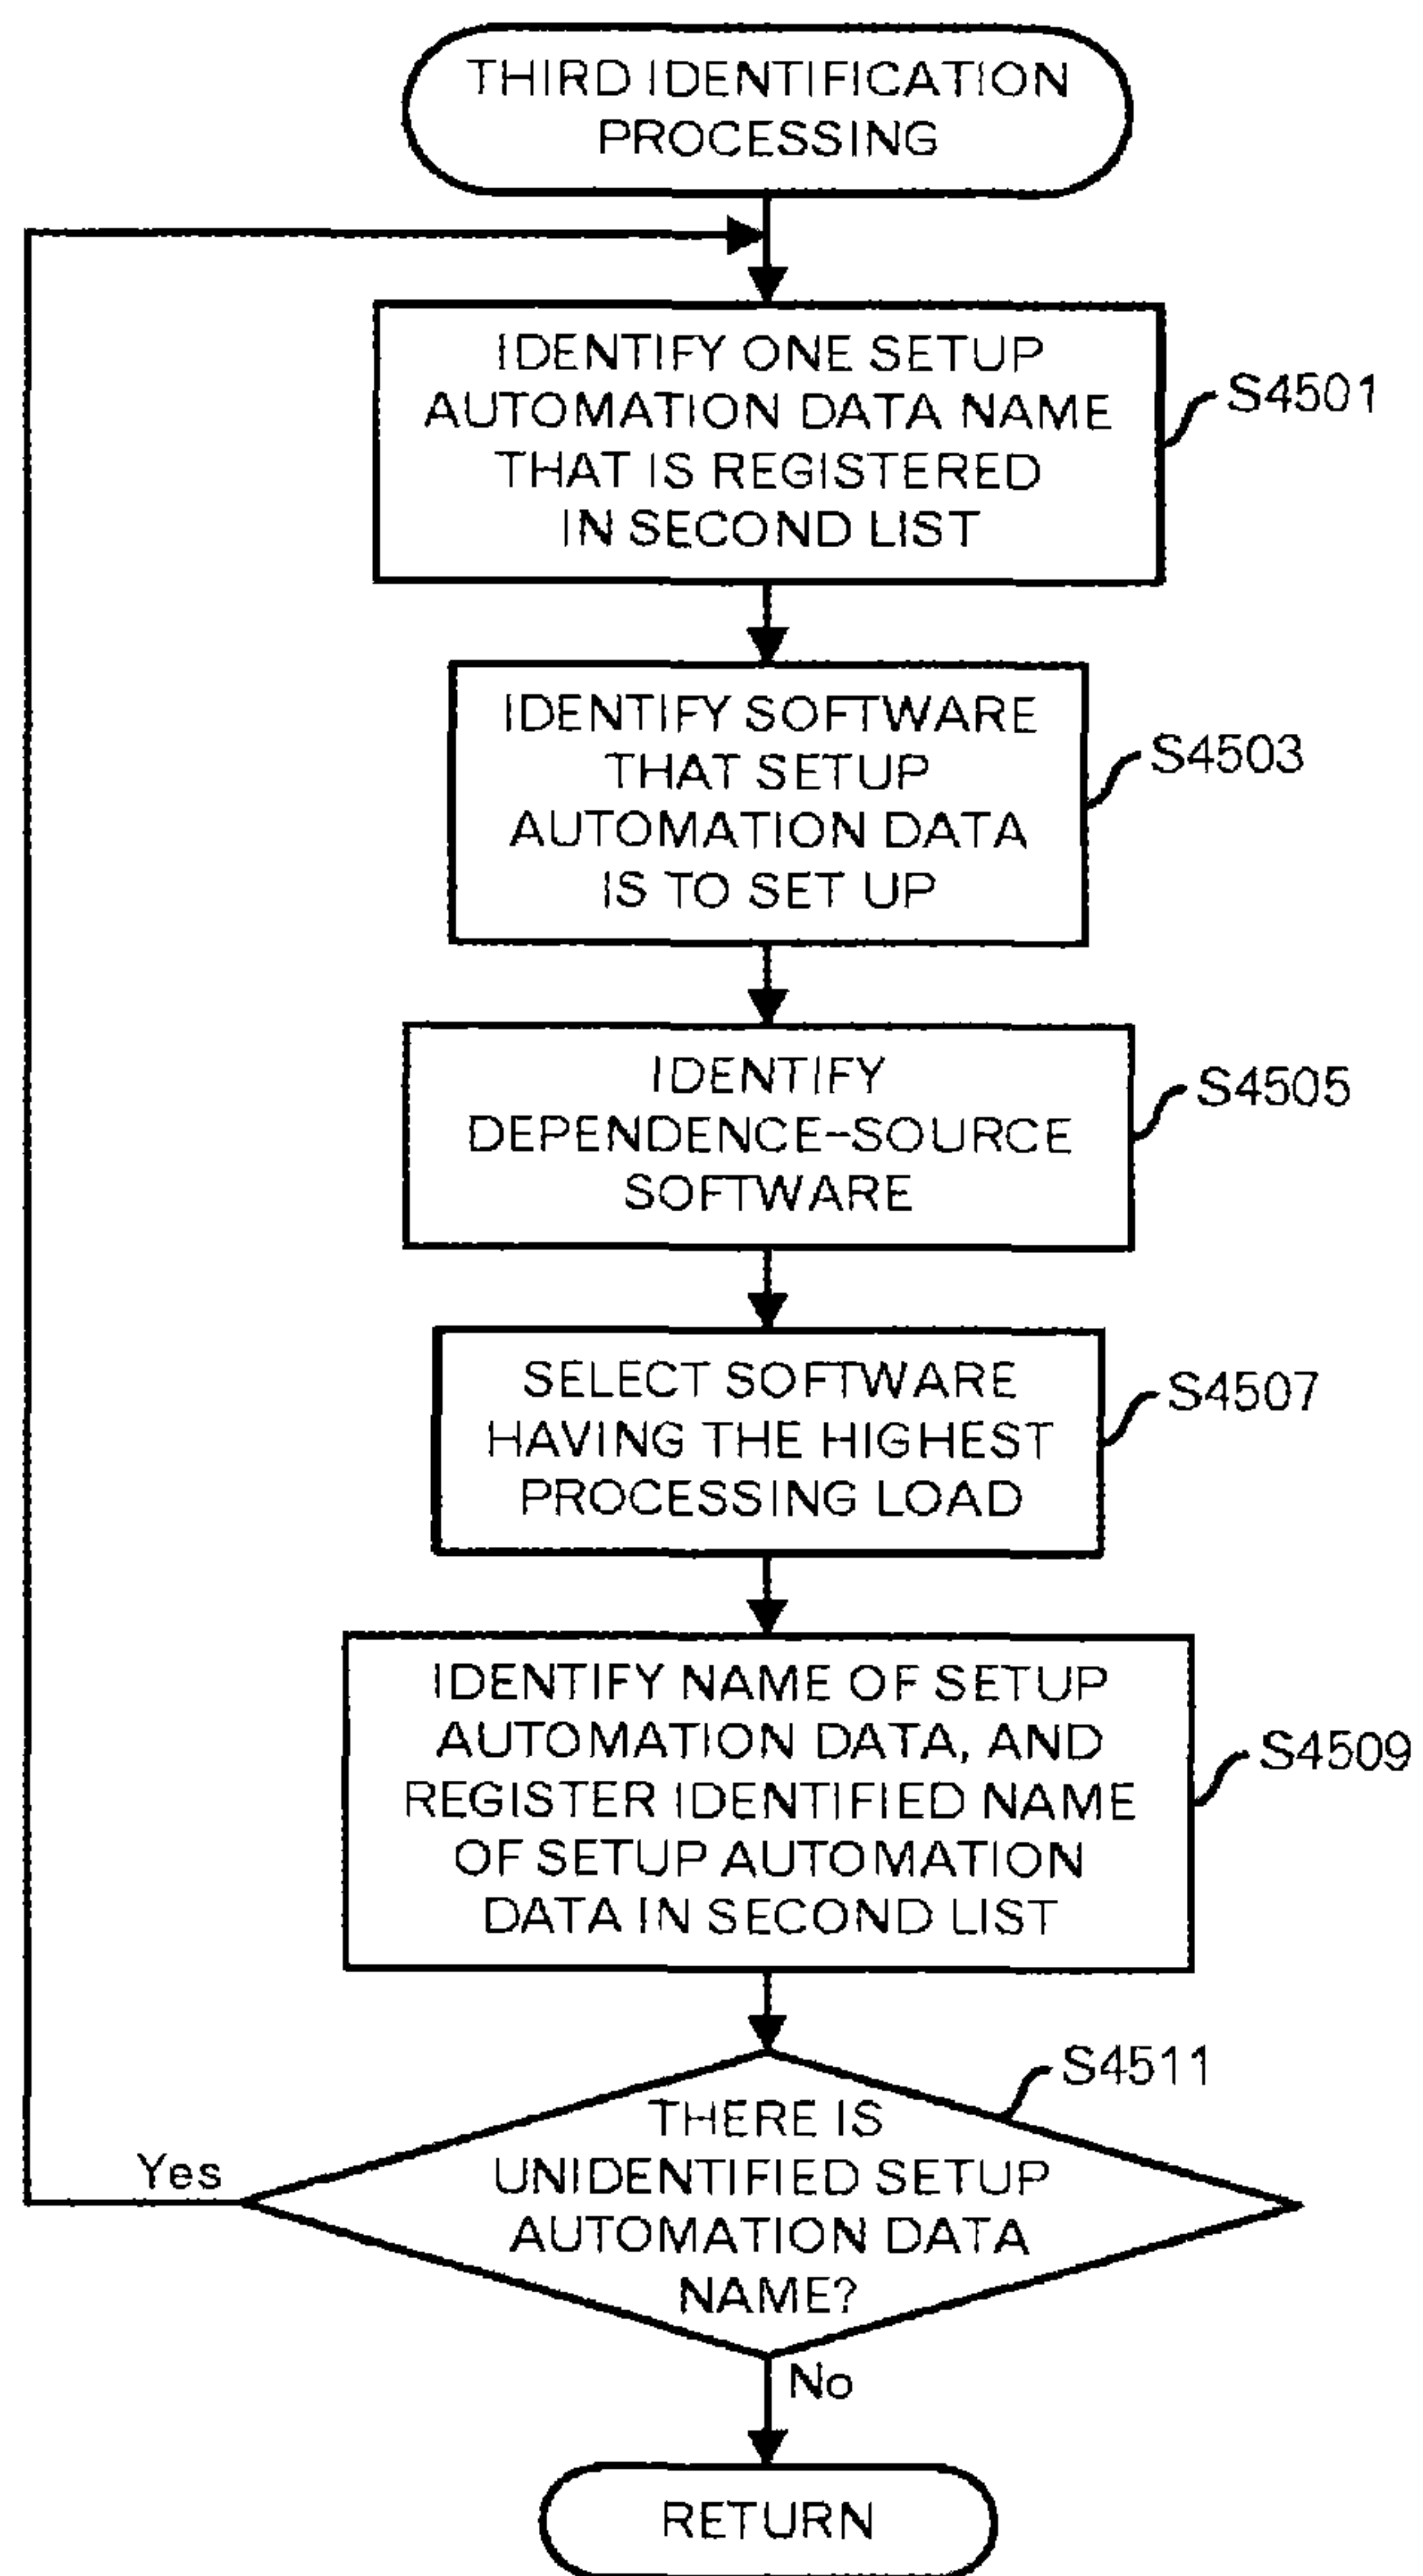 THIRD IDENTIFICATION
PROCESSING
IDENTIFY ONE SETUP
AUTOMATION DATA NAME
THAT IS REGISTERED
IN SECOND LIST
S4501
IDENTIFY SOFTWARE
THAT SETUP
AUTOMATION DATA
IS TO SET UP
S4503
IDENTIFY
DEPENDENCE-SOURCE
SOFTWARE
S4505
SELECT SOFTWARE
HAVING THE HIGHEST
PROCESSING LOAD
S4507
IDENTIFY NAME OF SETUP
AUTOMATION DATA, AND
REGISTER IDENTIFIED NAME
OF SETUP AUTOMATION
DATA IN SECOND LIST
S4509
S4511
THERE IS
UNIDENTIFIED SETUP
AUTOMATION DATA
NAME?
Yes
No
RETURN